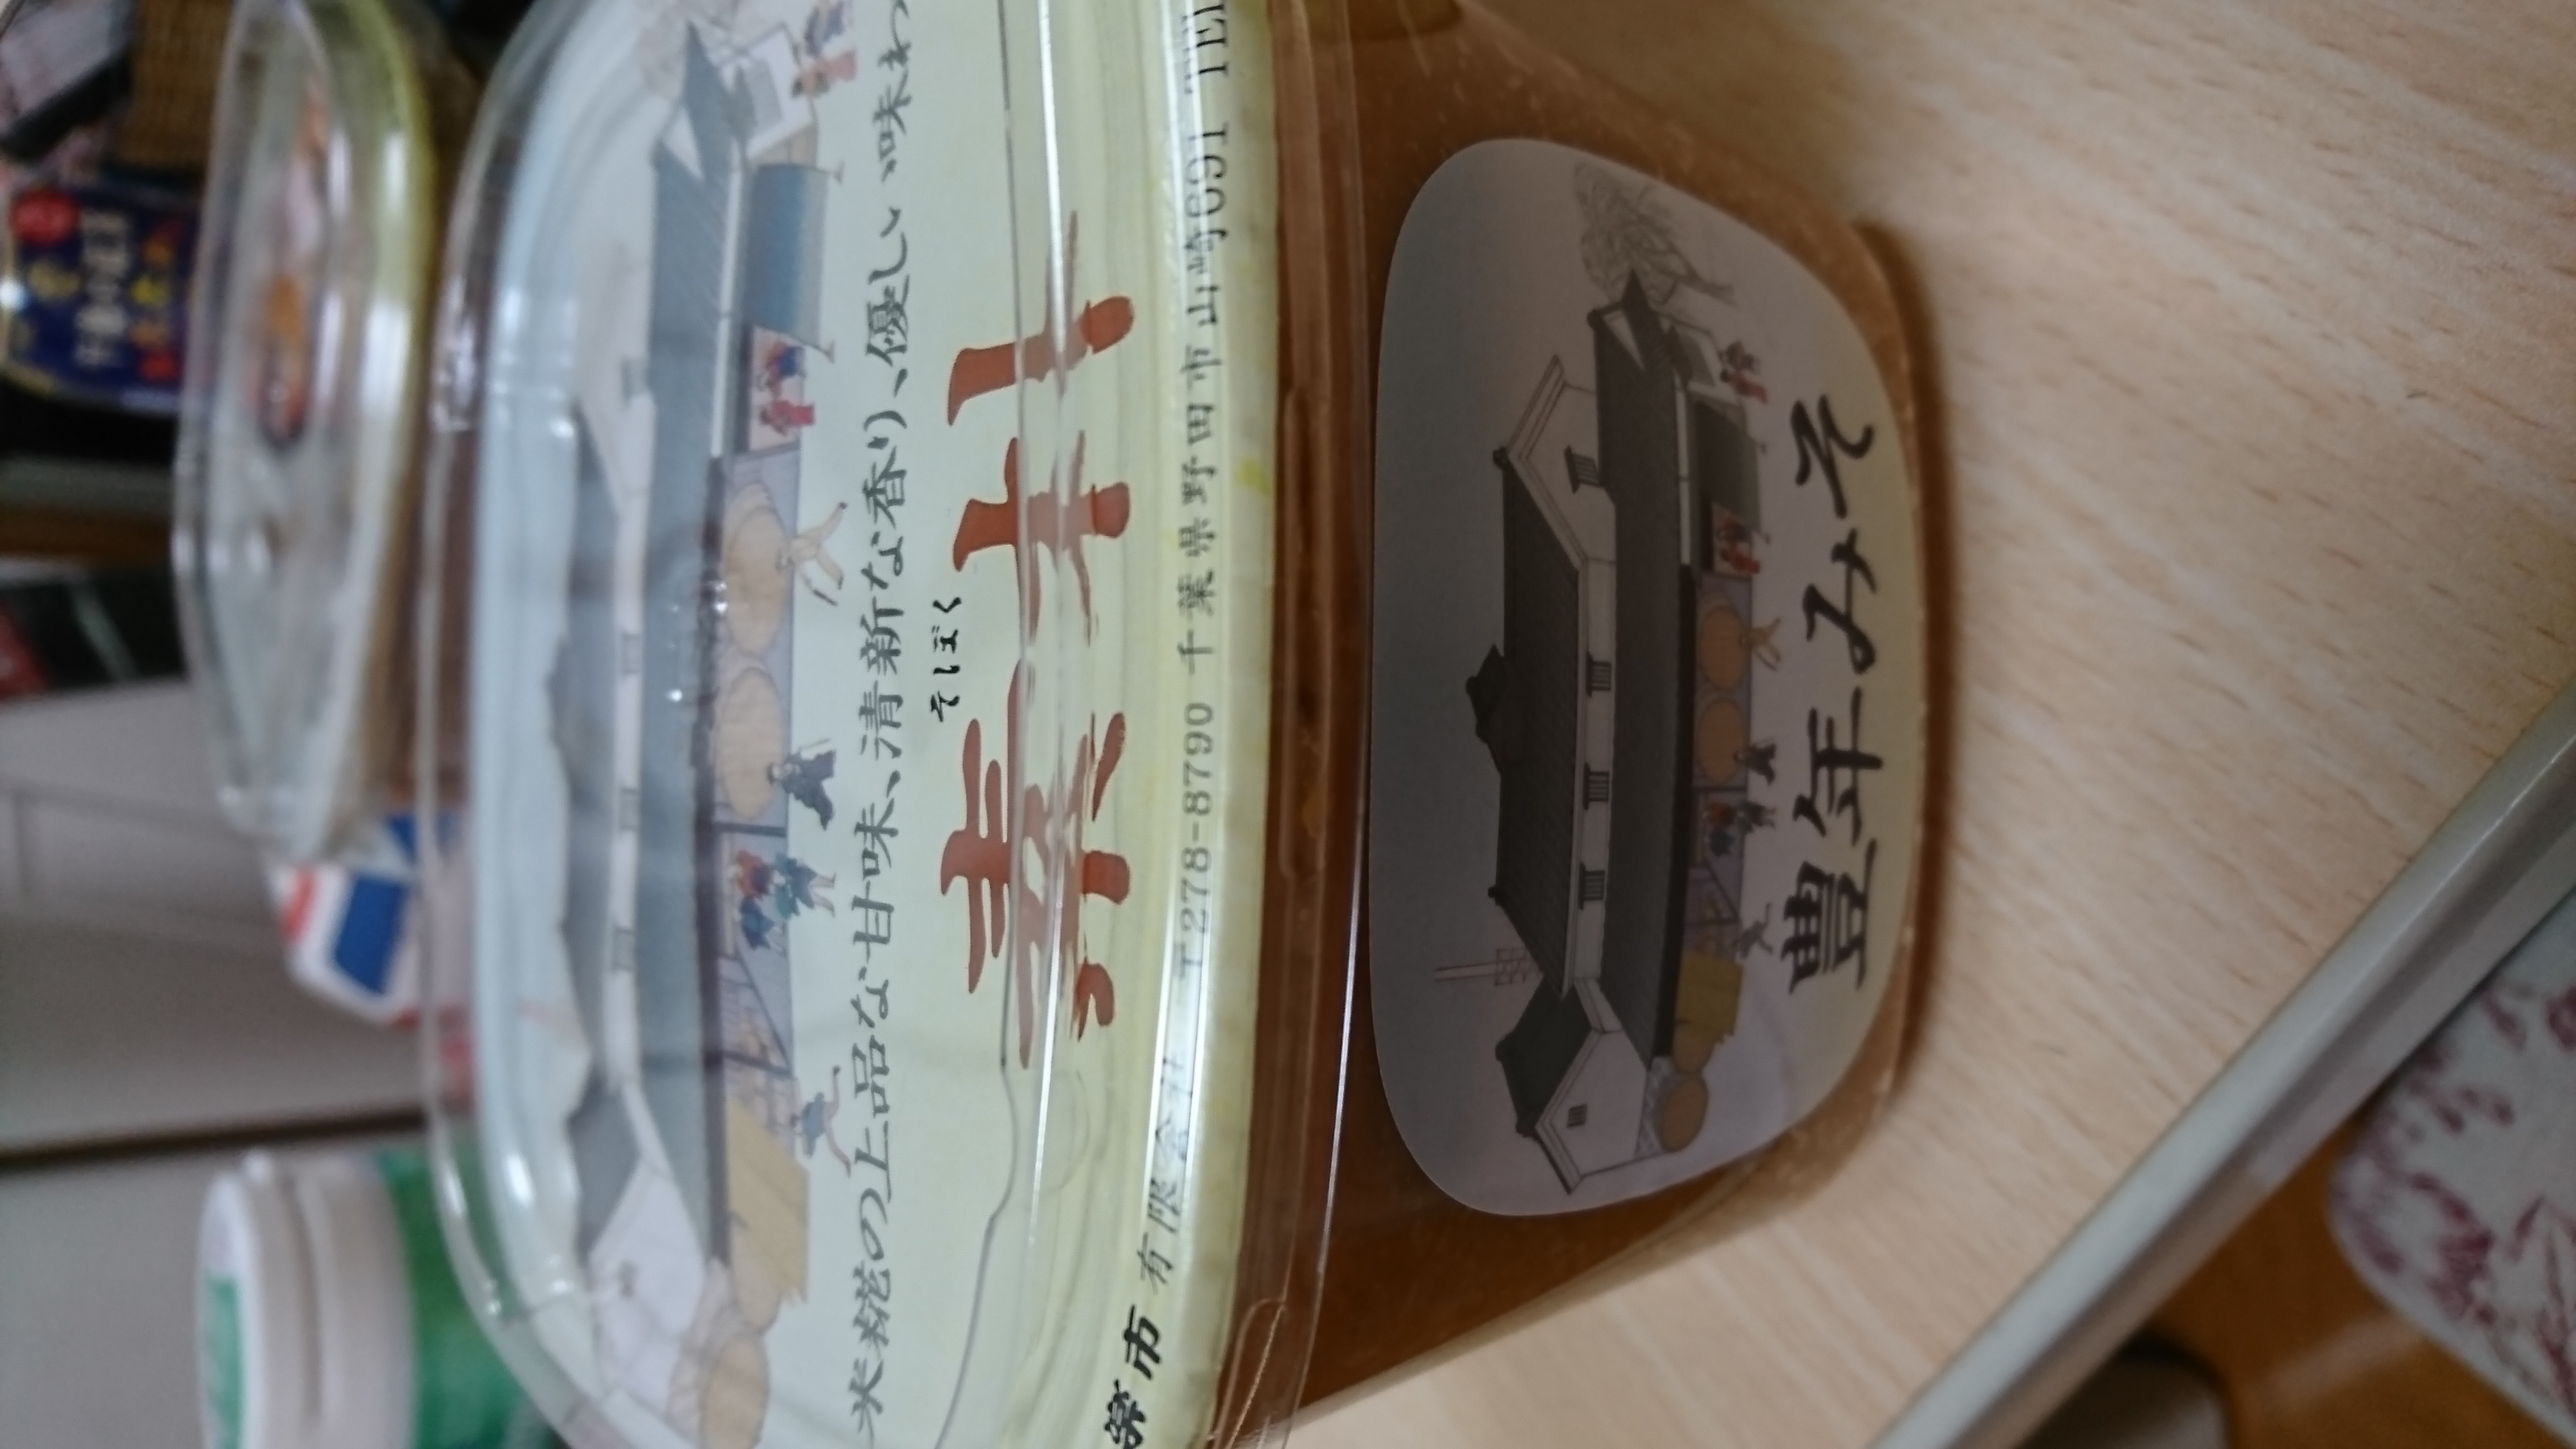 米糀の上品な甘味、清新な香り、優しい味わ
そぼく
素朴
楽市 有限会社 〒278-8790 千葉県野田市山崎691 TEL
豊年みそ